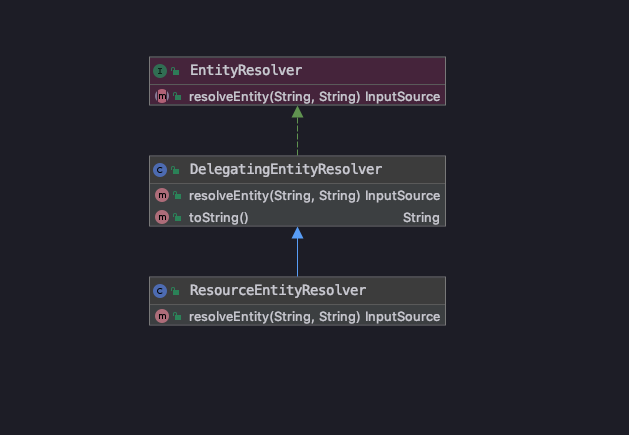 I EntityResolver
m resolveEntity(String, String) InputSource
C DelegatingEntityResolver
m resolveEntity(String, String) InputSource
m toString() String
C ResourceEntityResolver
m resolveEntity(String, String) InputSource